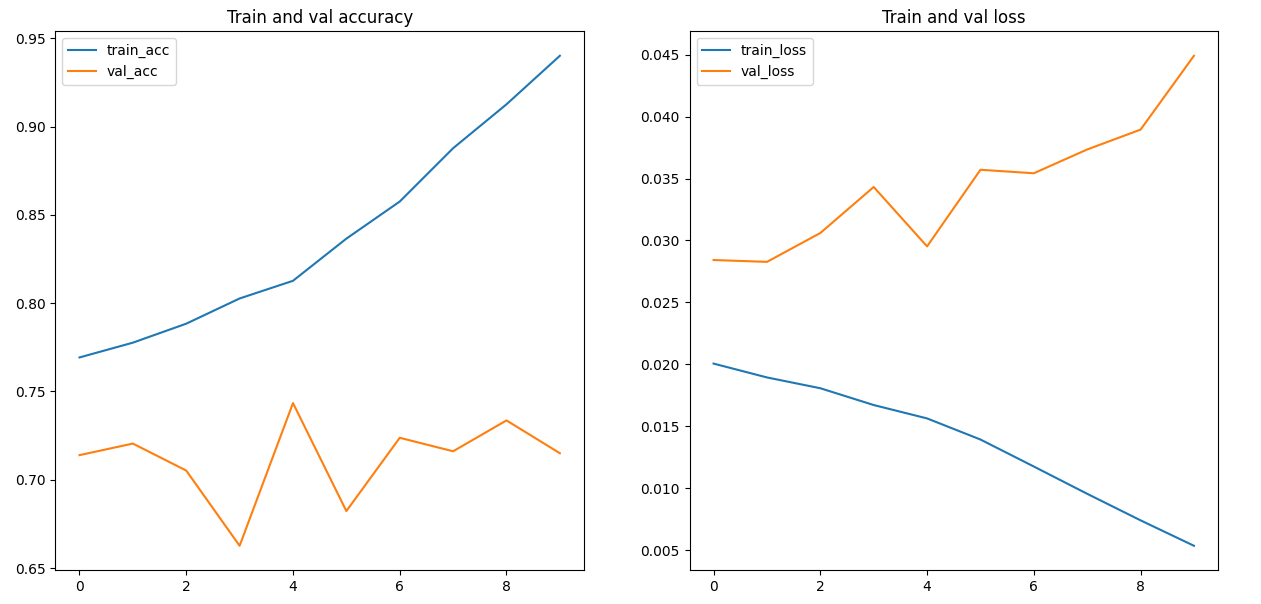 Train and val accuracy
train_acc
val_acc
0.95
0.90
0.85
0.80
0.75
0.70
0.65
0 2 4 6 8
Train and val loss
train_loss
val_loss
0.045
0.040
0.035
0.030
0.025
0.020
0.015
0.010
0.005
0 2 4 6 8